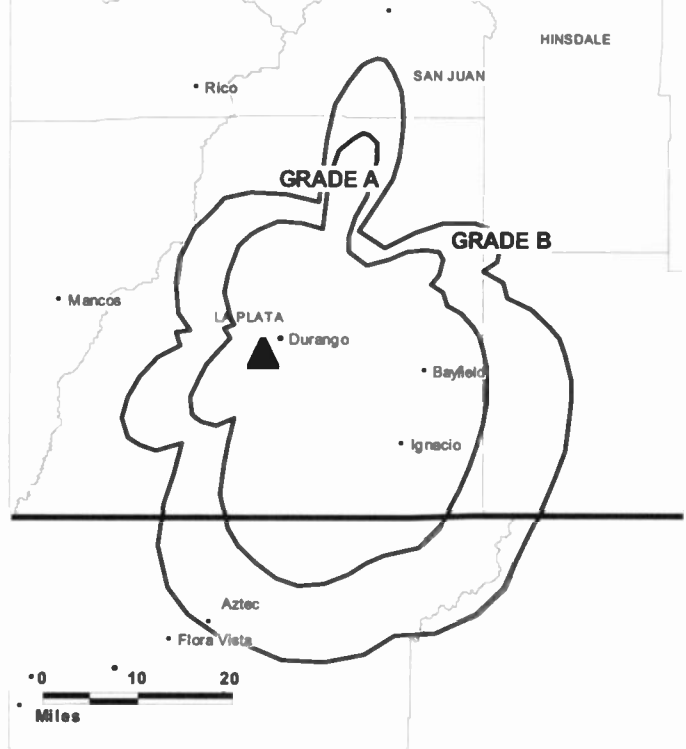 HINSDALE
SAN JUAN
Rico
GRADE A
GRADE B
Mancos
LA PLATA
Durango
Bayfield
Ignacio
Aztec
Flora Vista
0 10 20
Miles